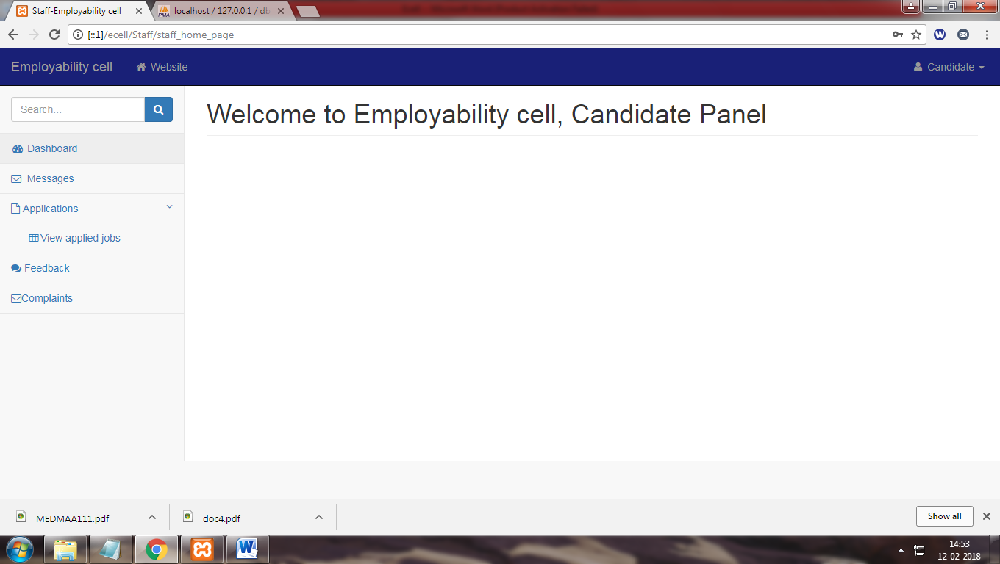 Staff-Employability cell
localhost / 127.0.0.1 / db
[::1]/ecell/Staff/staff_home_page
Employability cell
Website
Candidate
Search...
Welcome to Employability cell, Candidate Panel
Dashboard
Messages
Applications
View applied jobs
Feedback
Complaints
MEDMAA111.pdf
doc4.pdf
Show all
14:53
12-02-2018